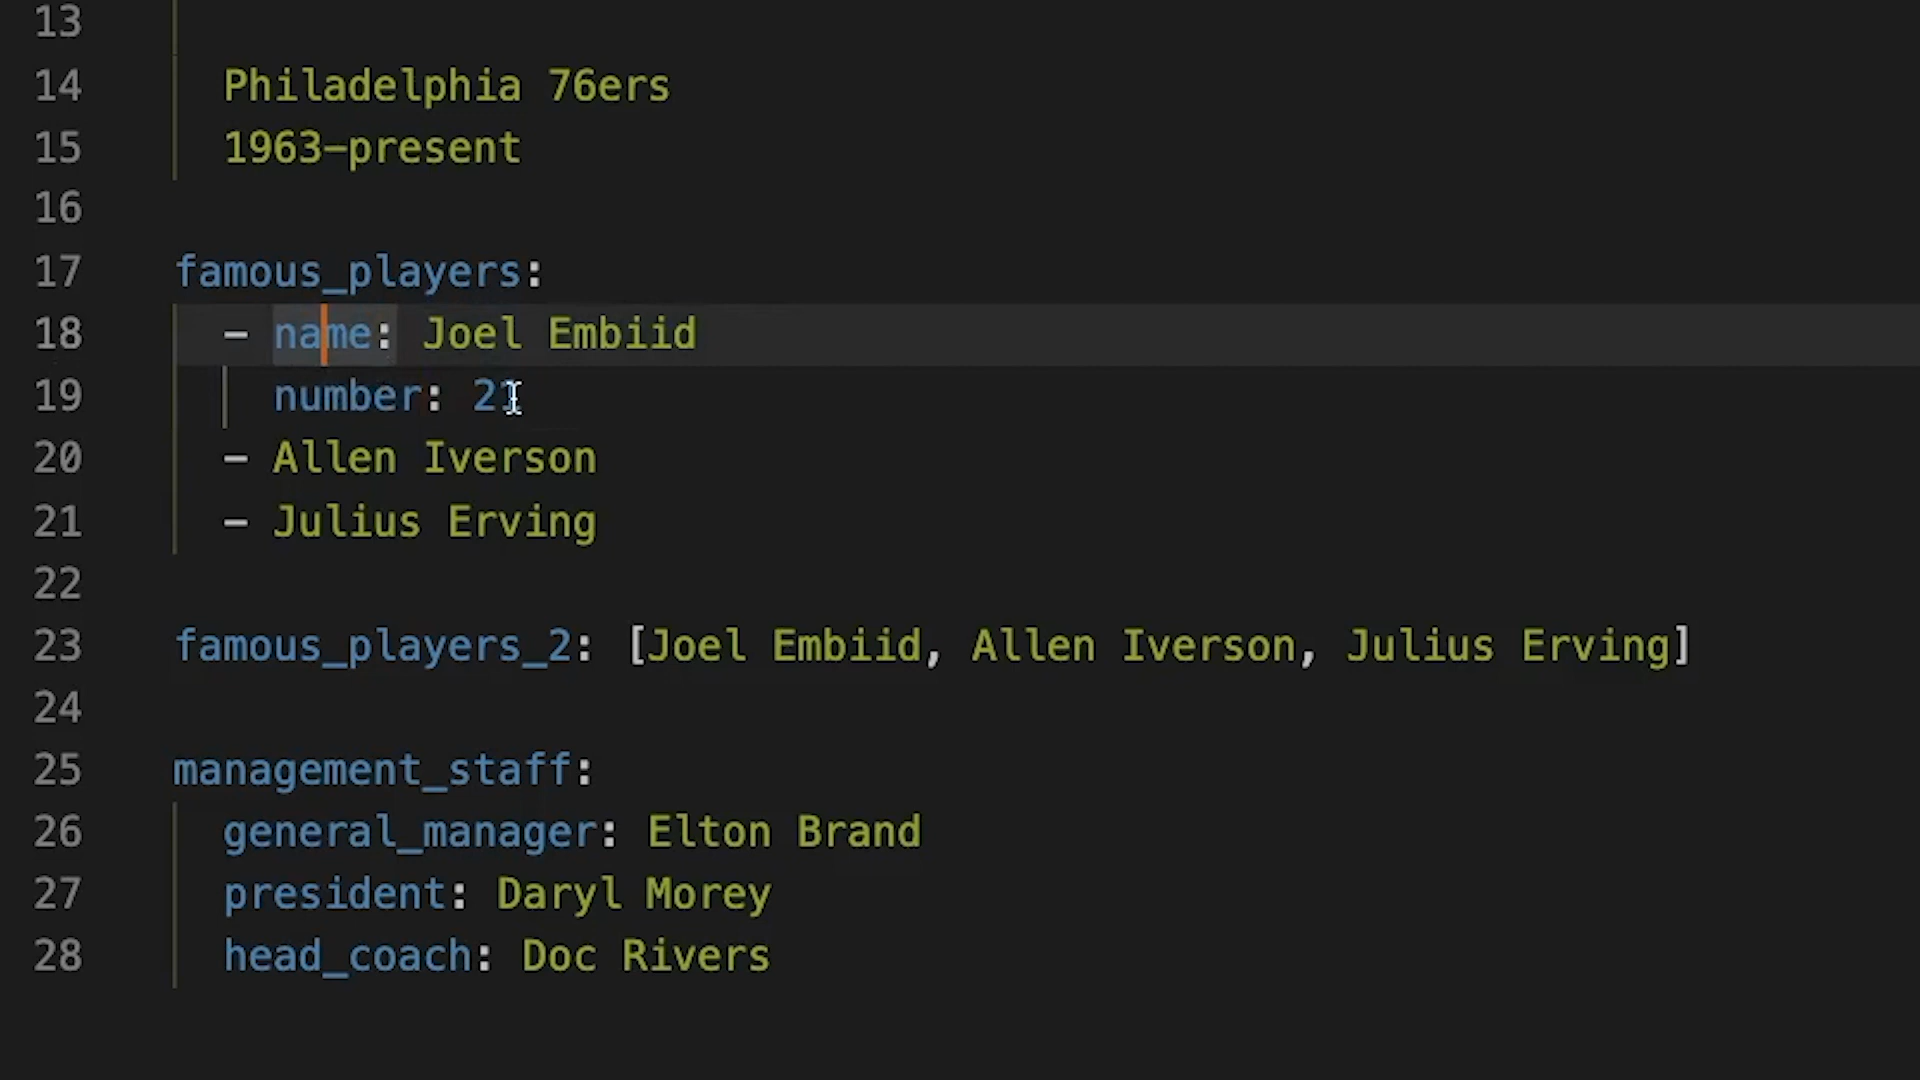 13
14 Philadelphia 76ers
15 1963-present
16
17 famous_players:
18 - name: Joel Embiid
19 number: 21
20 - Allen Iverson
21 - Julius Erving
22
23 famous_players_2: [Joel Embiid, Allen Iverson, Julius Erving]
24
25 management_staff:
26 general_manager: Elton Brand
27 president: Daryl Morey
28 head_coach: Doc Rivers